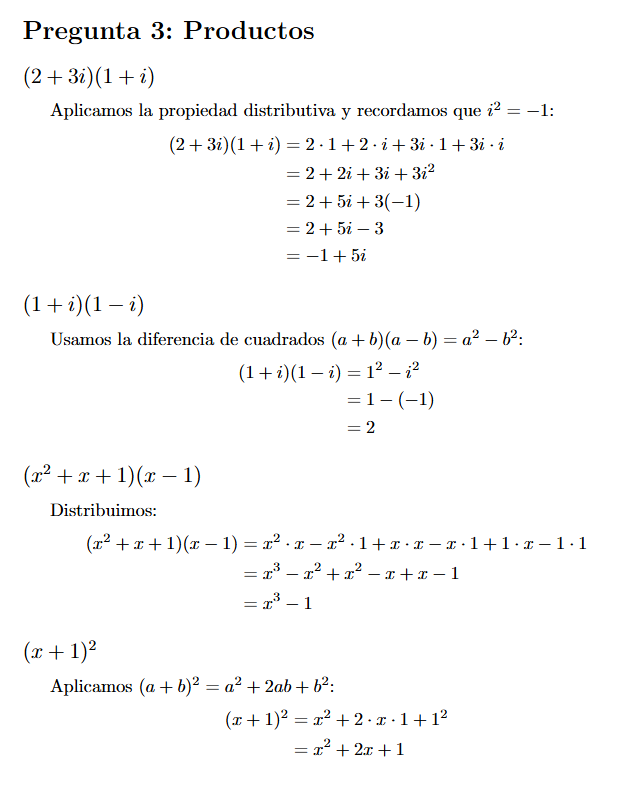 Pregunta 3: Productos
(2 + 3i)(1 + i)
Aplicamos la propiedad distributiva y recordamos que i² = −1:
(2 + 3i)(1 + i) = 2 · 1 + 2 · i + 3i · 1 + 3i · i
= 2 + 2i + 3i + 3i²
= 2 + 5i + 3(−1)
= 2 + 5i − 3
= −1 + 5i
(1 + i)(1 − i)
Usamos la diferencia de cuadrados (a + b)(a − b) = a² − b²:
(1 + i)(1 − i) = 1² − i²
= 1 − (−1)
= 2
(x² + x + 1)(x − 1)
Distribuimos:
(x² + x + 1)(x − 1) = x² · x − x² · 1 + x · x − x · 1 + 1 · x − 1 · 1
= x³ − x² + x² − x + x − 1
= x³ − 1
(x + 1)²
Aplicamos (a + b)² = a² + 2ab + b²:
(x + 1)² = x² + 2 · x · 1 + 1²
= x² + 2x + 1